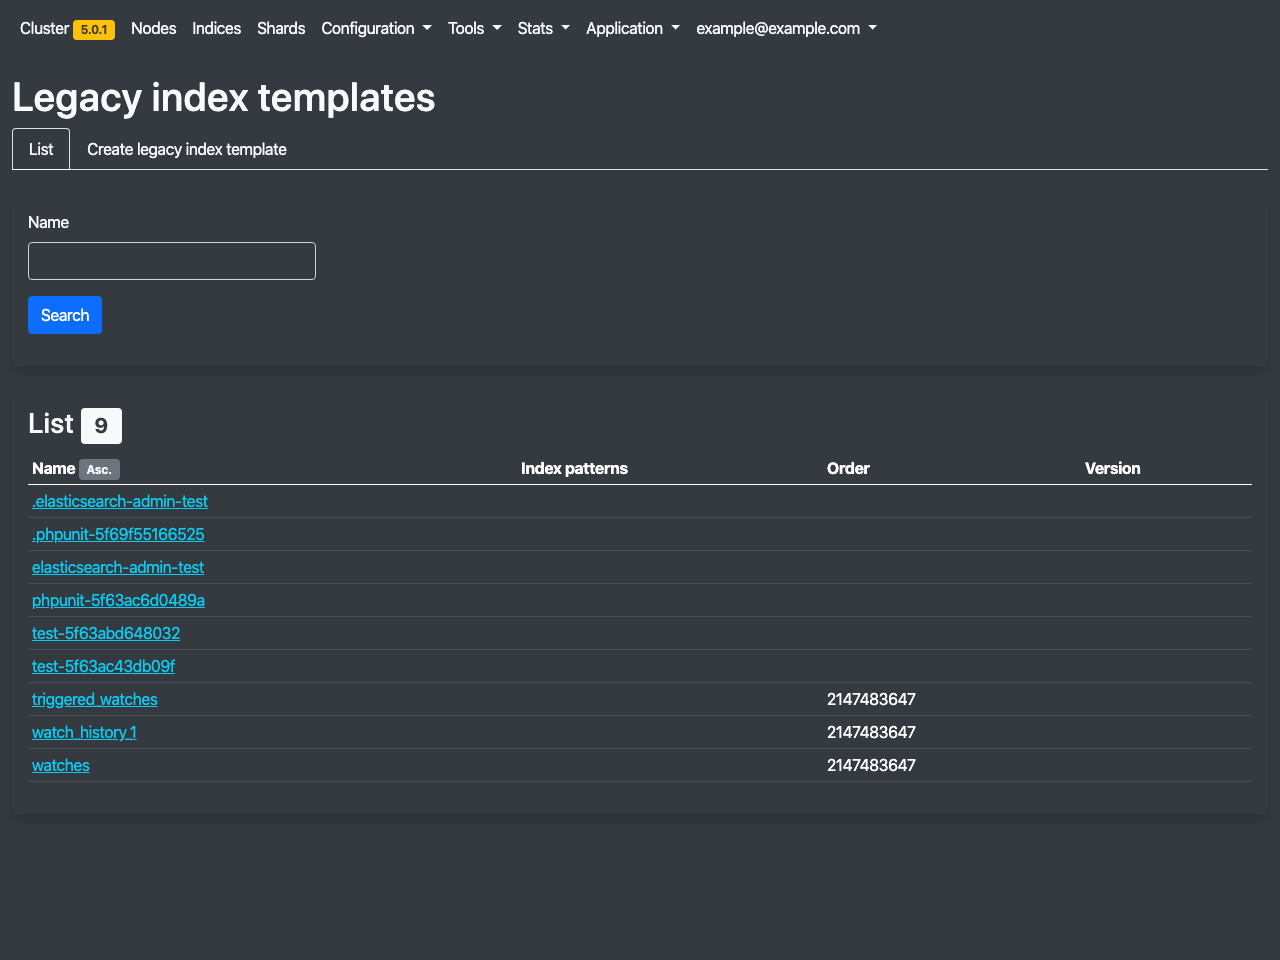 Cluster 5.0.1 Nodes Indices Shards Configuration Tools Stats Application example@example.com
Legacy index templates
List Create legacy index template
Name
Search
List 9
Name Asc. Index patterns Order Version
.elasticsearch-admin-test
.phpunit-5f69f55166525
elasticsearch-admin-test
phpunit-5f63ac6d0489a
test-5f63abd648032
test-5f63ac43db09f
triggered_watches 2147483647
watch_history_1 2147483647
watches 2147483647